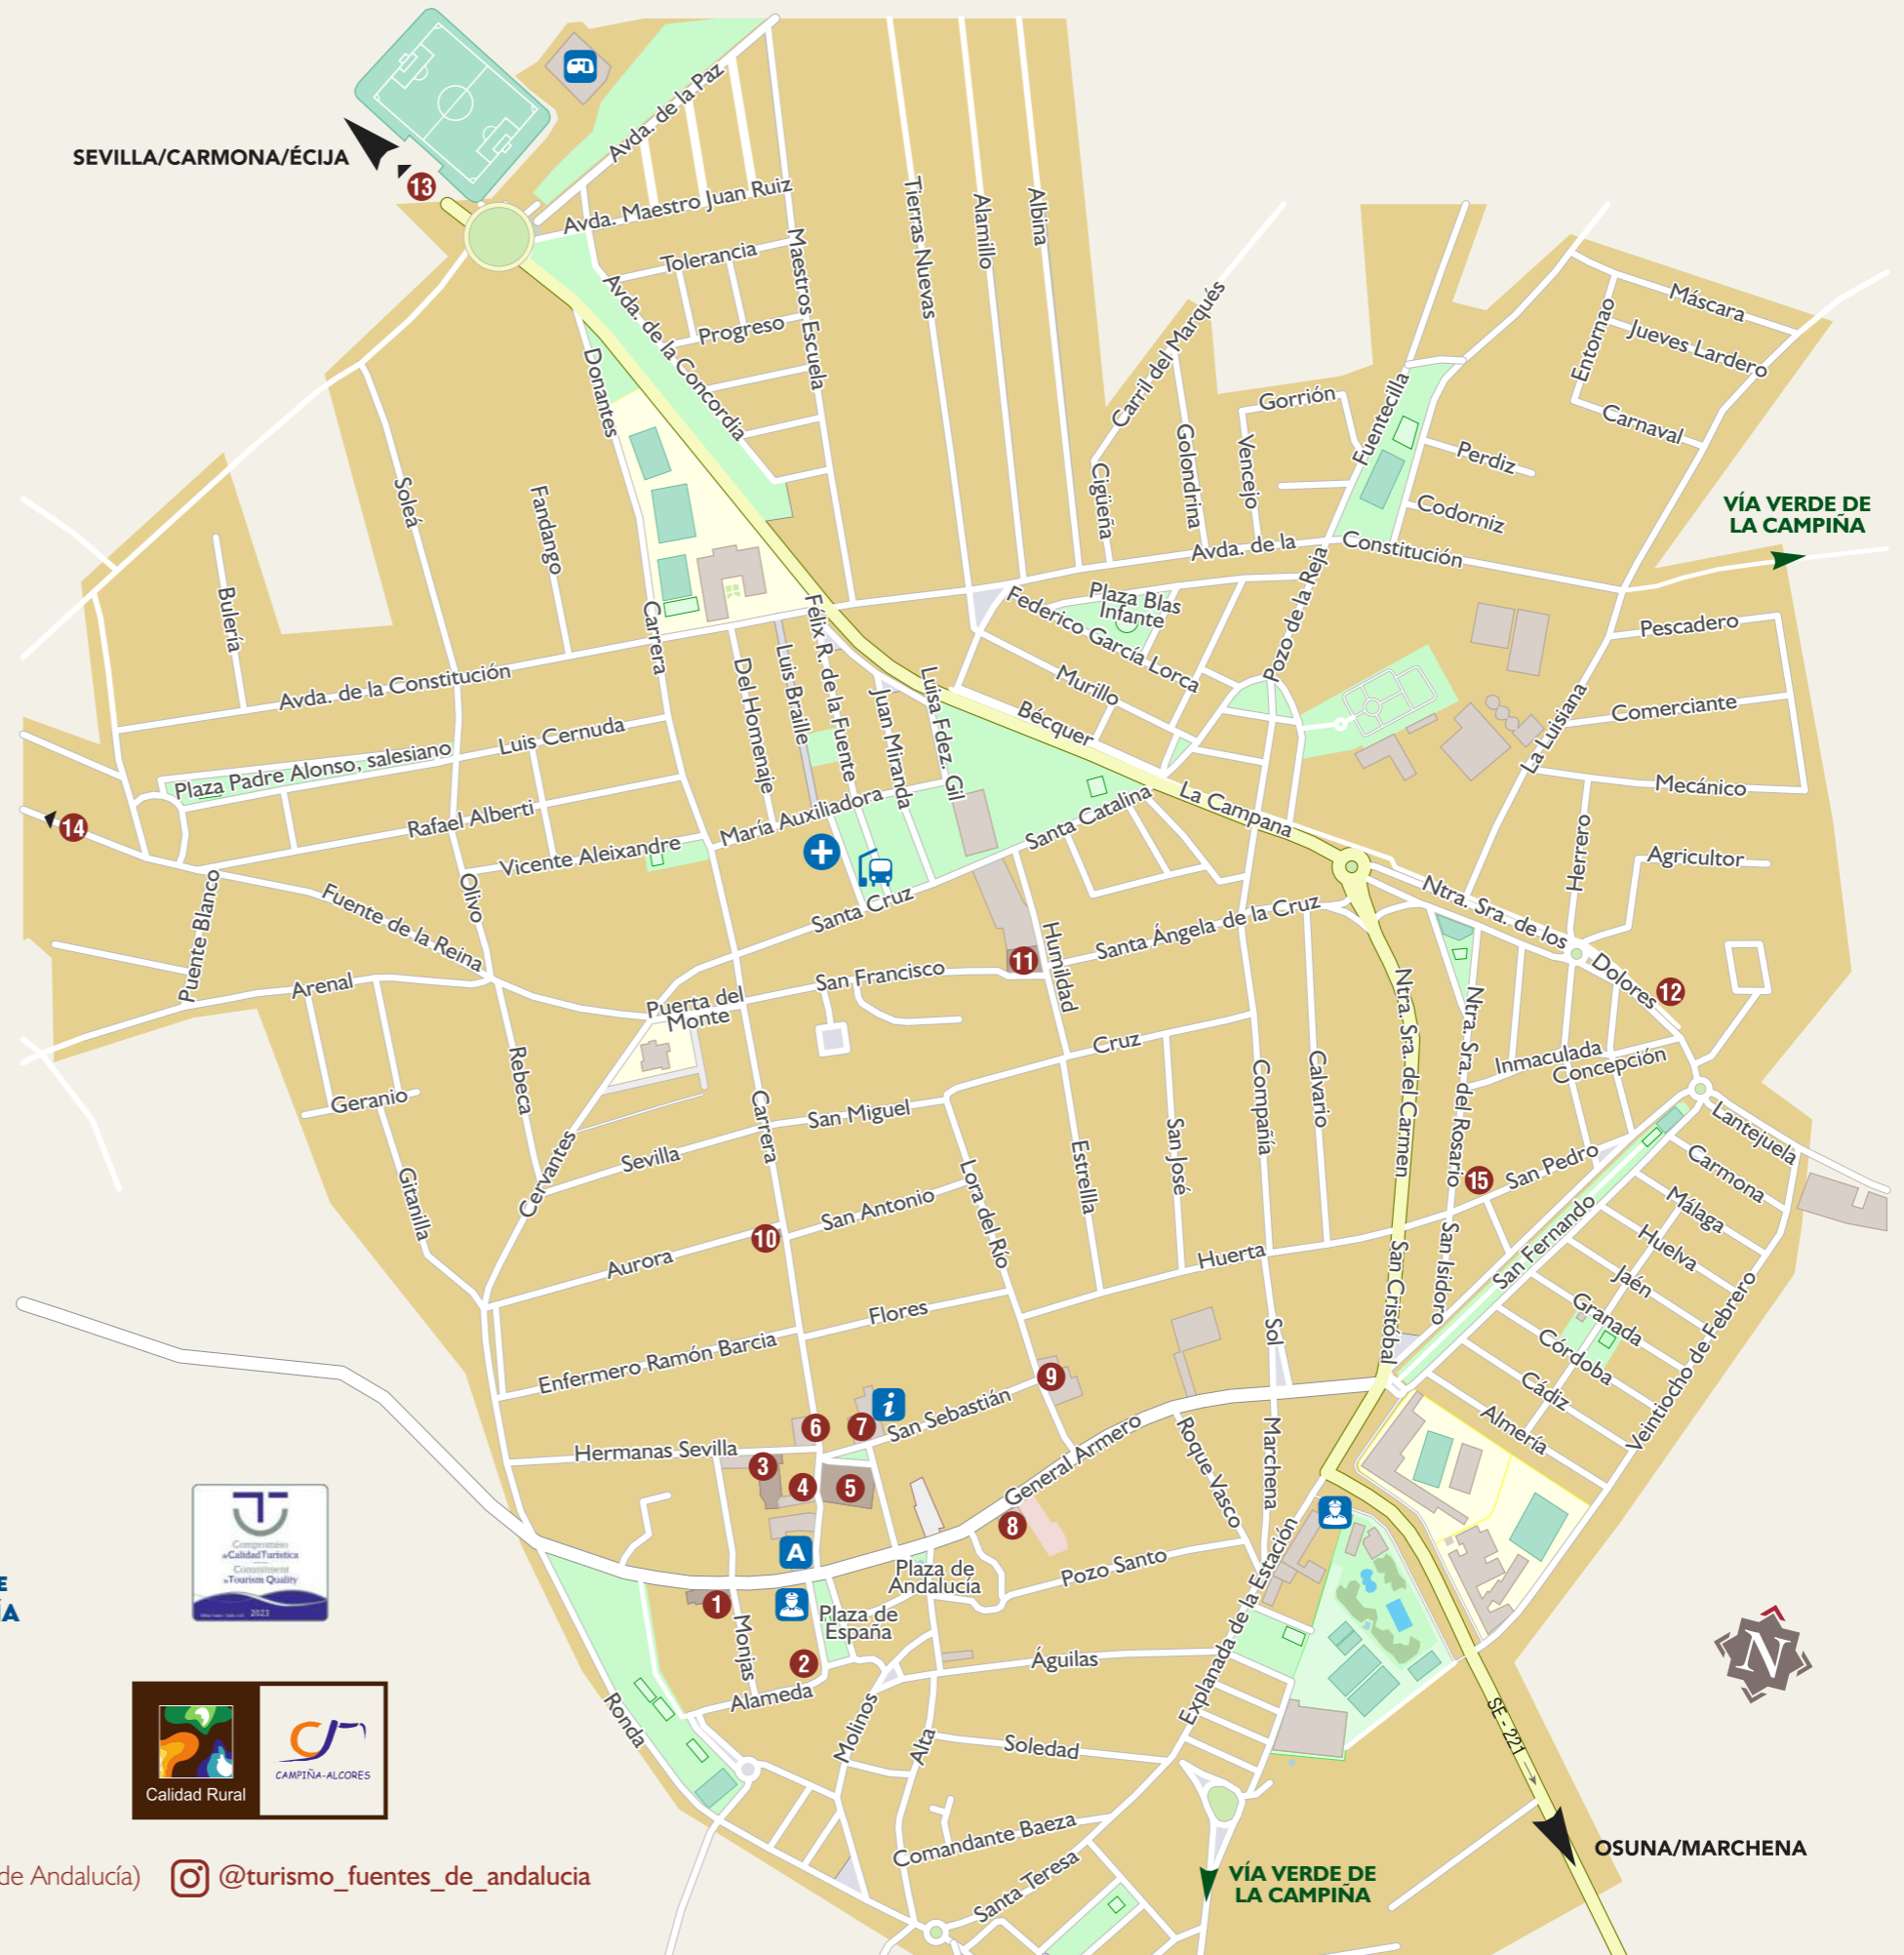 SEVILLA/CARMONA/ÉCIJA
13
Avda. de la Paz
Avda. Maestro Juan Ruiz
Tolerancia
Progreso
Avda. de la Concordia
Maestros Escuela
Tierras Nuevas
Alamillo
Albina
Carril del Marqués
Golondrina
Cigüeña
Vencejo
Gorrión
Fuentecilla
Perdiz
Codorniz
Entornao
Máscara
Jueves Lardero
Carnaval
VÍA VERDE DE
LA CAMPIÑA
Donantes
Soleá
Fandango
Bulería
Carrera
Avda. de la
Constitución
Avda. de la Constitución
Plaza Blas
Infante
Federico García Lorca
Murillo
Bécquer
Pozo de la Reja
Pescadero
Comerciante
La Luisiana
Mecánico
Herrero
Agricultor
Plaza Padre Alonso, salesiano
Luis Cernuda
Rafael Alberti
Vicente Aleixandre
Del Homenaje
Luis Braille
Félix R. de la Fuente
Juan Miranda
Luisa Fdez. Gil
María Auxiliadora
Santa Catalina
La Campana
14
Fuente de la Reina
Olivo
Puente Blanco
Arenal
Santa Cruz
San Francisco
11
Humilidad
Santa Ángela de la Cruz
Ntra. Sra. de los
Dolores
12
Puerta del
Monte
Geranio
Rebeca
Gitanilla
Cervantes
Sevilla
Carrera
San Miguel
Cruz
Estrellla
San José
Compañía
Calvario
Ntra. Sra. del Carmen
Ntra. Sra. del Rosario
Inmaculada
Concepción
Lantejuela
Carmona
Málaga
Huelva
Jaén
Granada
Córdoba
Cádiz
Almería
Veintiocho de Febrero
15
San Pedro
San Fernando
San Isidoro
San Cristóbal
Aurora
10
San Antonio
Lora del Río
Huerta
Flores
Enfermero Ramón Barcia
Sol
Hermanas Sevilla
6
7
i
San Sebastián
9
3
4
5
General Armero
8
Roque Vasco
Marchena
A
Plaza de
Andalucía
Pozo Santo
1
Monjas
Plaza de
España
2
Alameda
Águilas
Explanada de la Estación
Ronda
Molinos
Alta
Soledad
Comandante Baeza
Santa Teresa
SE - 221
N
OSUNA/MARCHENA
VÍA VERDE DE
LA CAMPIÑA
Compromiso
de Calidad Turística
Commitment
to Tourism Quality
2023
E
ÍA
Calidad Rural
CAMPIÑA-ALCORES
de Andalucía)
@turismo_fuentes_de_andalucia